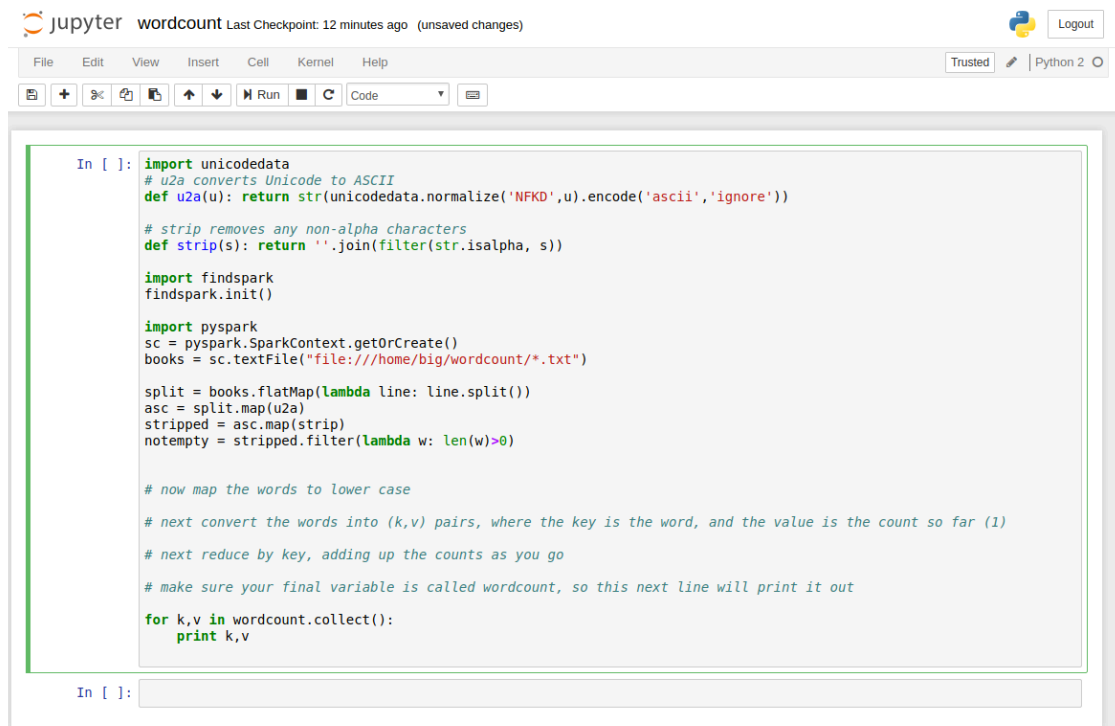 jupyter wordcount Last Checkpoint: 12 minutes ago (unsaved changes) Logout
File Edit View Insert Cell Kernel Help Trusted Python 2
Run Code
In [ ]: import unicodedata
# u2a converts Unicode to ASCII
def u2a(u): return str(unicodedata.normalize('NFKD',u).encode('ascii','ignore'))
# strip removes any non-alpha characters
def strip(s): return ''.join(filter(str.isalpha, s))
import findspark
findspark.init()
import pyspark
sc = pyspark.SparkContext.getOrCreate()
books = sc.textFile("file:///home/big/wordcount/*.txt")
split = books.flatMap(lambda line: line.split())
asc = split.map(u2a)
stripped = asc.map(strip)
notempty = stripped.filter(lambda w: len(w)>0)
# now map the words to lower case
# next convert the words into (k,v) pairs, where the key is the word, and the value is the count so far (1)
# next reduce by key, adding up the counts as you go
# make sure your final variable is called wordcount, so this next line will print it out
for k,v in wordcount.collect():
    print k,v
In [ ]: